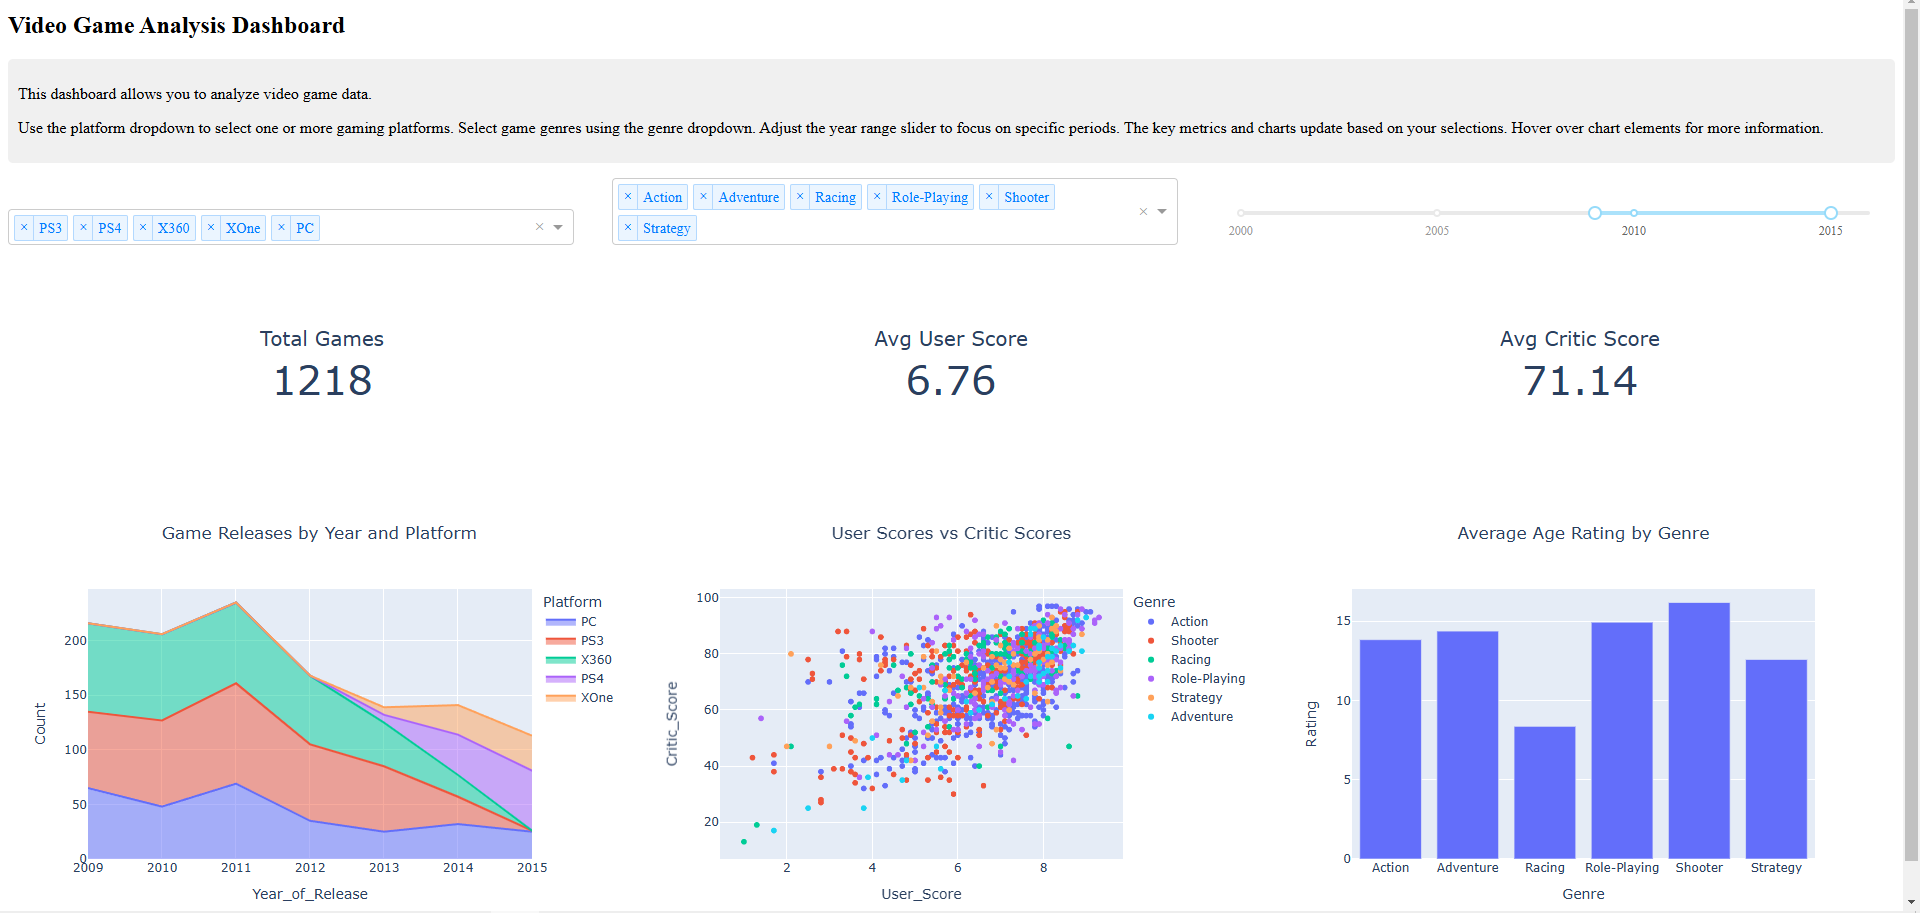 Video Game Analysis Dashboard
This dashboard allows you to analyze video game data.
Use the platform dropdown to select one or more gaming platforms. Select game genres using the genre dropdown. Adjust the year range slider to focus on specific periods. The key metrics and charts update based on your selections. Hover over chart elements for more information.
× PS3 × PS4 × X360 × XOne × PC ×
× Action × Adventure × Racing × Role-Playing × Shooter ×
× Strategy
2000 2005 2010 2015
Total Games
1218
Avg User Score
6.76
Avg Critic Score
71.14
Game Releases by Year and Platform
Count
200
150
100
50
0
2009 2010 2011 2012 2013 2014 2015
Year_of_Release
Platform
PC
PS3
X360
PS4
XOne
User Scores vs Critic Scores
Critic_Score
100
80
60
40
20
2 4 6 8
User_Score
Genre
Action
Shooter
Racing
Role-Playing
Strategy
Adventure
Average Age Rating by Genre
Rating
15
10
5
0
Action Adventure Racing Role-Playing Shooter Strategy
Genre